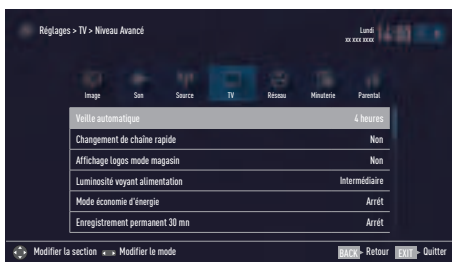 Réglages > TV > Niveau Avancé
Lundi
xx xxx xxxx
Image Son Source TV Réseau Minuterie Parental
Veille automatique 4 heures
Changement de chaîne rapide Non
Affichage logos mode magasin Non
Luminosité voyant alimentation Intermédiaire
Mode économie d'énergie Arrét
Enregistrement permanent 30 mn Arrét
Modifier la section Modifier le mode BACK Retour EXIT Quitter